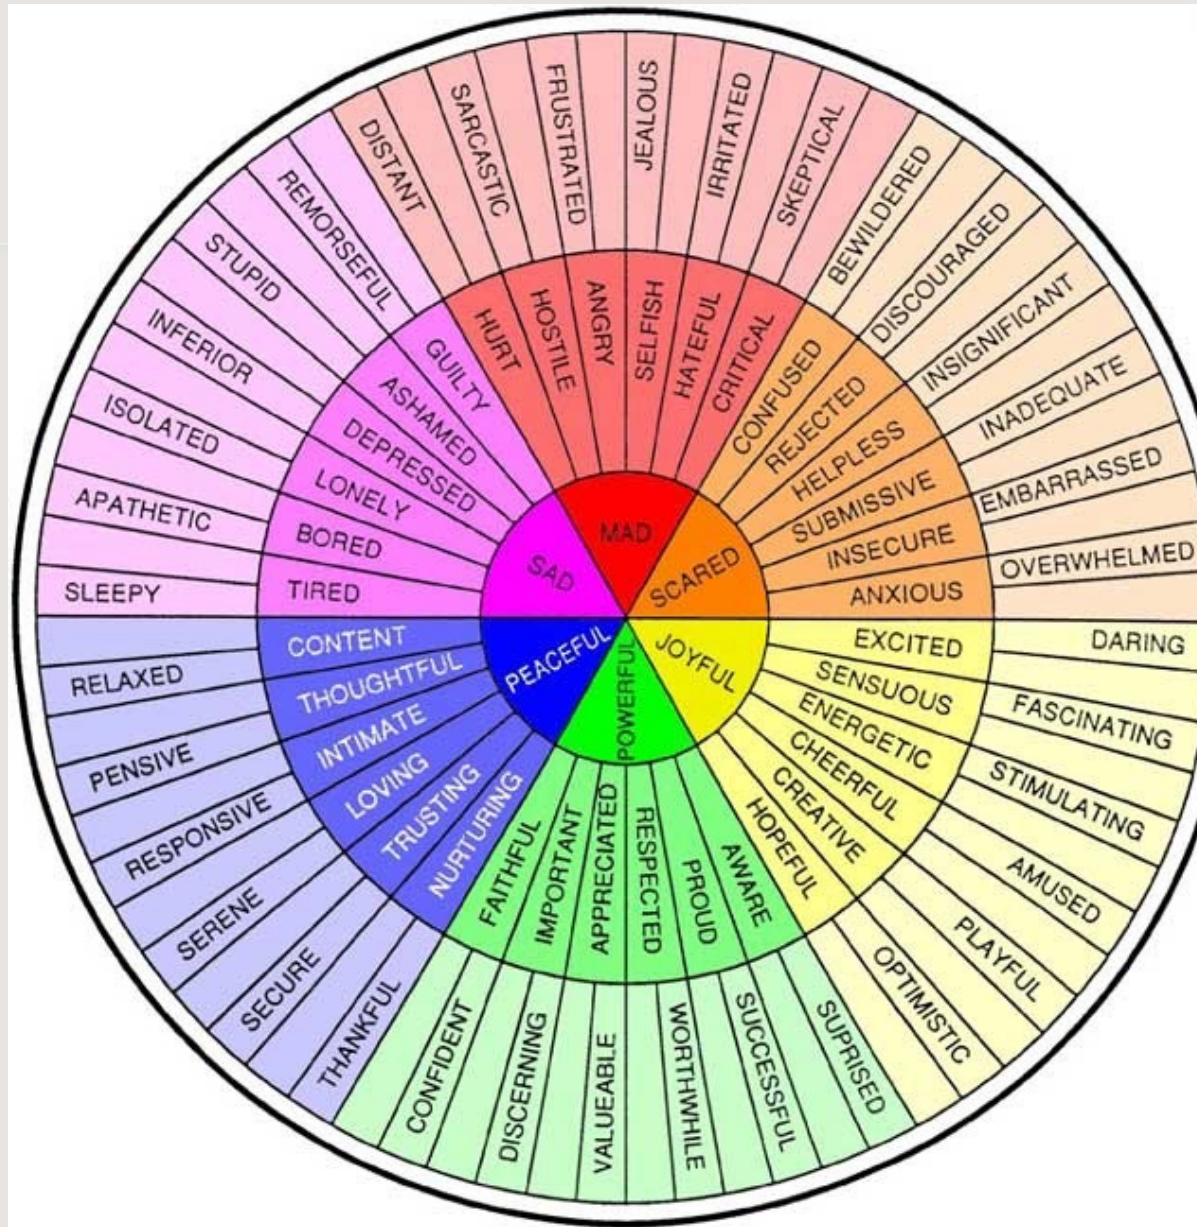 MAD
SCARED
JOYFUL
POWERFUL
PEACEFUL
SAD
HURT
HOSTILE
ANGRY
SELFISH
HATEFUL
CRITICAL
CONFUSED
REJECTED
HELPLESS
SUBMISSIVE
INSECURE
ANXIOUS
EXCITED
SENSUOUS
ENERGETIC
CHEERFUL
CREATIVE
HOPEFUL
AWARE
PROUD
RESPECTED
APPRECIATED
IMPORTANT
FAITHFUL
NURTURING
TRUSTING
LOVING
INTIMATE
THOUGHTFUL
CONTENT
TIRED
BORED
LONELY
DEPRESSED
ASHAMED
GUILTY
DISTANT
SARCASTIC
FRUSTRATED
JEALOUS
IRRITATED
SKEPTICAL
BEWILDERED
DISCOURAGED
INSIGNIFICANT
INADEQUATE
EMBARRASSED
OVERWHELMED
DARING
FASCINATING
STIMULATING
AMUSED
PLAYFUL
OPTIMISTIC
SUPRISED
SUCCESSFUL
WORTHWHILE
VALUEABLE
DISCERNING
CONFIDENT
THANKFUL
SECURE
SERENE
RESPONSIVE
PENSIVE
RELAXED
SLEEPY
APATHETIC
ISOLATED
INFERIOR
STUPID
REMORSEFUL